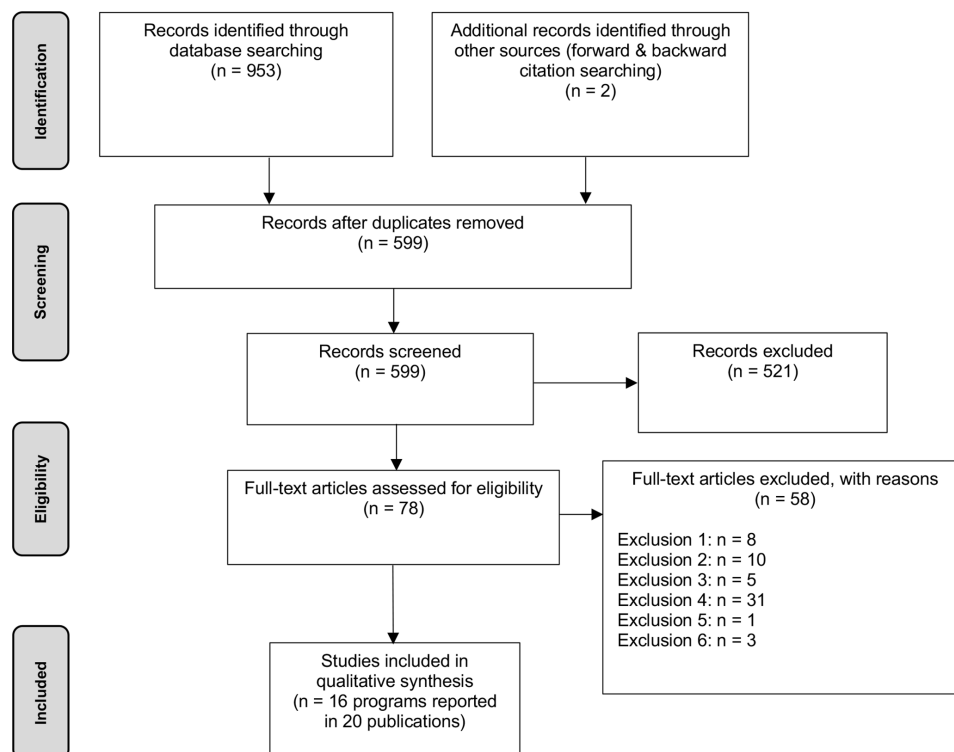 Identification
Records identified through
database searching
(n = 953)
Additional records identified through
other sources (forward & backward
citation searching)
(n = 2)
Screening
Records after duplicates removed
(n = 599)
Records screened
(n = 599)
Records excluded
(n = 521)
Eligibility
Full-text articles assessed for eligibility
(n = 78)
Full-text articles excluded, with reasons
(n = 58)
Exclusion 1: n = 8
Exclusion 2: n = 10
Exclusion 3: n = 5
Exclusion 4: n = 31
Exclusion 5: n = 1
Exclusion 6: n = 3
Included
Studies included in
qualitative synthesis
(n = 16 programs reported
in 20 publications)